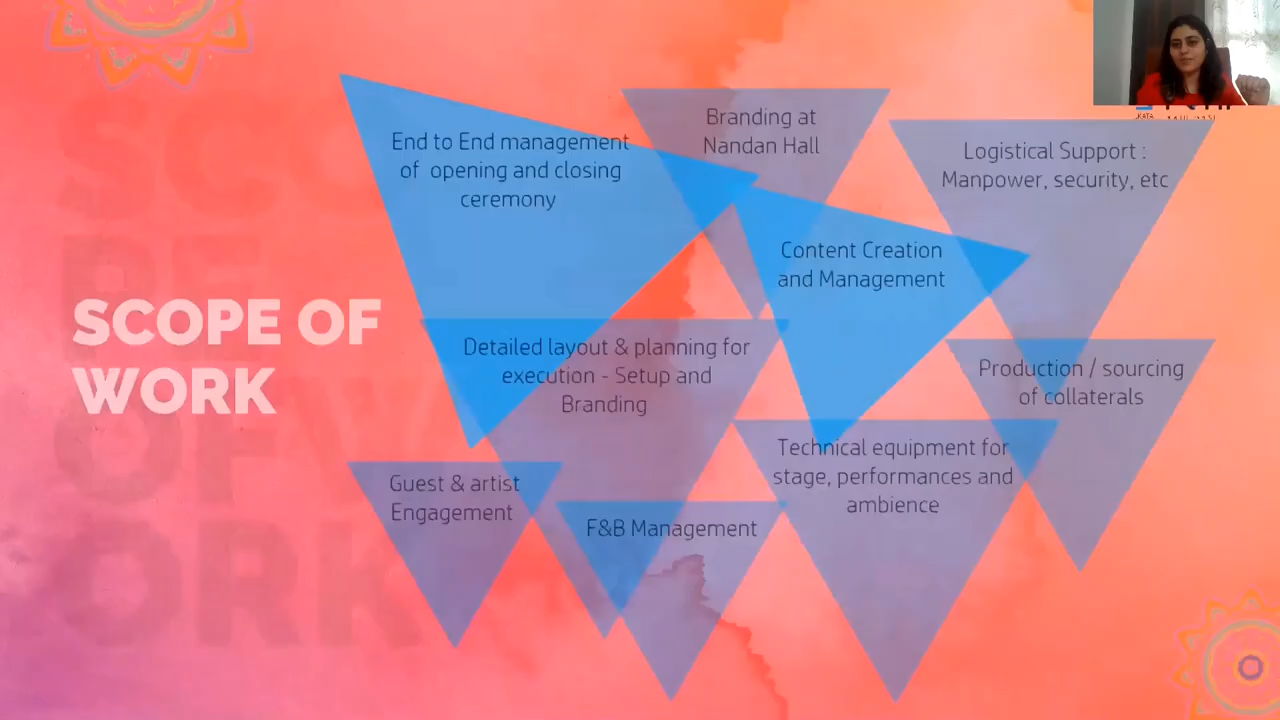 SCOPE OF
WORK
End to End management
of opening and closing
ceremony
Branding at
Nandan Hall
Logistical Support :
Manpower, security, etc
Content Creation
and Management
Detailed layout & planning for
execution - Setup and
Branding
Production / sourcing
of collaterals
Technical equipment for
stage, performances and
ambience
Guest & artist
Engagement
F&B Management